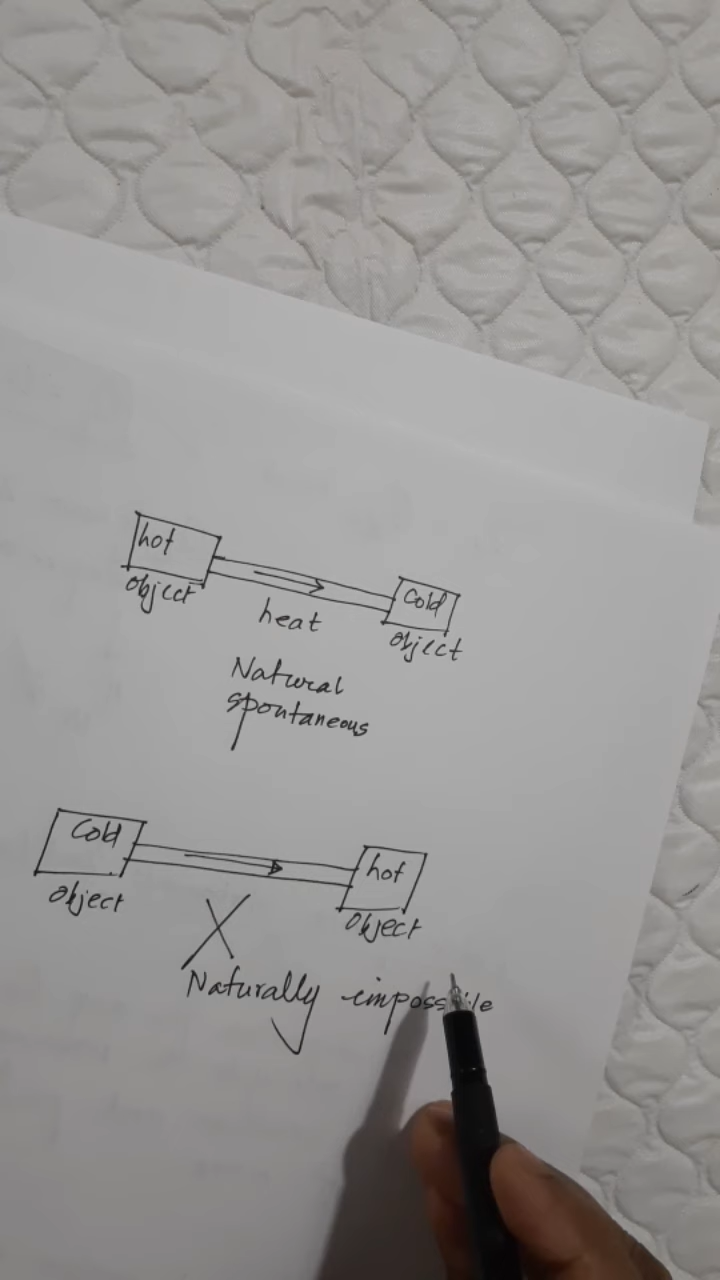 hot
object
heat
Cold
object
Natural
spontaneous
Cold
object
hot
object
X
Naturally impossible